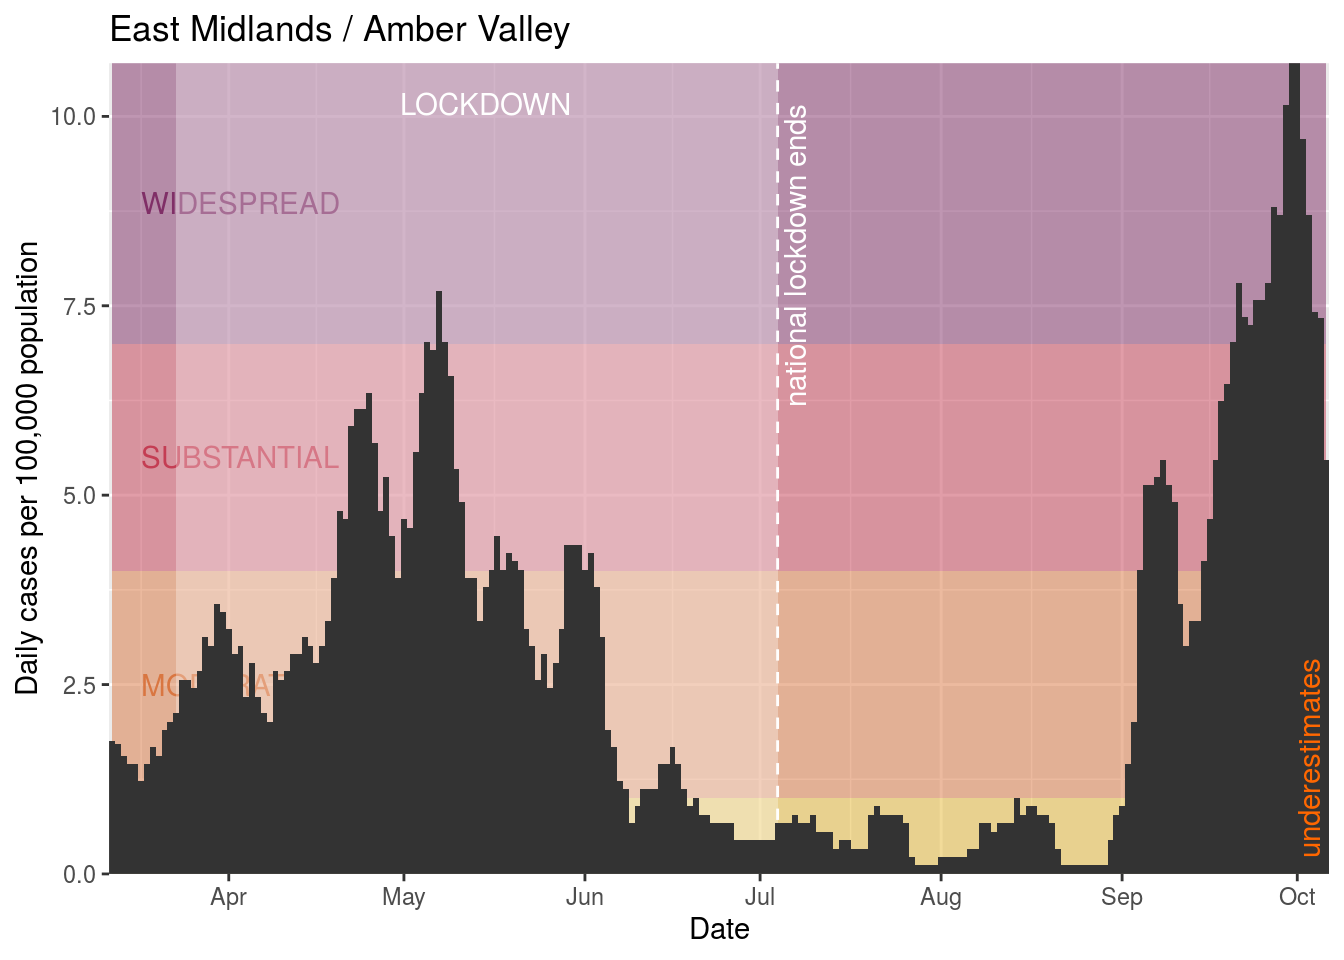 East Midlands / Amber Valley
Daily cases per 100,000 population
10.0
7.5
5.0
2.5
0.0
LOCKDOWN
WIDESPREAD
SUBSTANTIAL
national lockdown ends
underestimates
Apr May Jun Jul Aug Sep Oct
Date